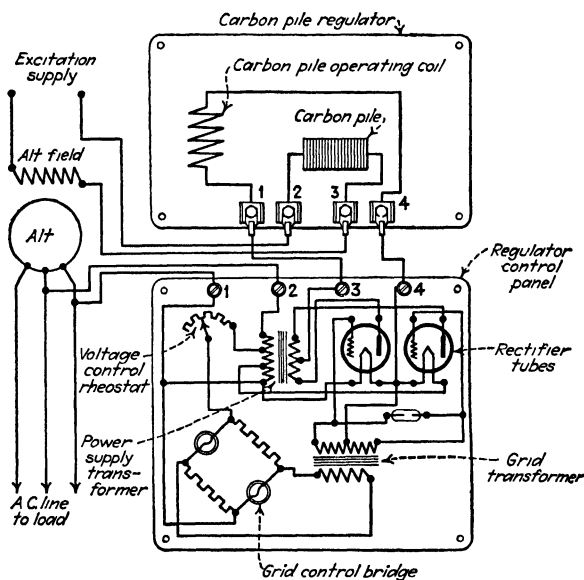 Carbon pile regulator
Excitation
supply
Carbon pile operating coil
Carbon pile
Alt field
1 2 3 4
Alt
Regulator
control
panel
1 2 3 4
Voltage
control
rheostat
Rectifier
tubes
Power
supply
trans-
former
Grid
transformer
A.C. line
to load
Grid control bridge